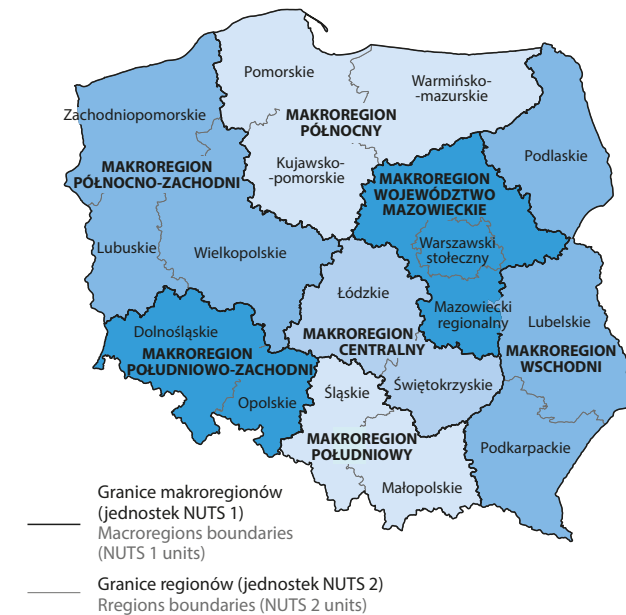 Pomorskie
Warmińsko-
-mazurskie
Zachodniopomorskie
MAKROREGION
PÓŁNOCNY
Podlaskie
Kujawsko-
-pomorskie
MAKROREGION
PÓŁNOCNO-ZACHODNI
MAKROREGION
WOJEWÓDZTWO
MAZOWIECKIE
Lubuskie
Wielkopolskie
Warszawski
stołeczny
Łódzkie
Mazowiecki
regionalny
Lubelskie
Dolnośląskie
MAKROREGION
CENTRALNY
MAKROREGION
WSCHODNI
MAKROREGION
POŁUDNIOWO-ZACHODNI
Opolskie
Śląskie
Świętokrzyskie
MAKROREGION
POŁUDNIOWY
Podkarpackie
Małopolskie
Granice makroregionów
(jednostek NUTS 1)
Macroregions boundaries
(NUTS 1 units)
Granice regionów (jednostek NUTS 2)
Rregions boundaries (NUTS 2 units)